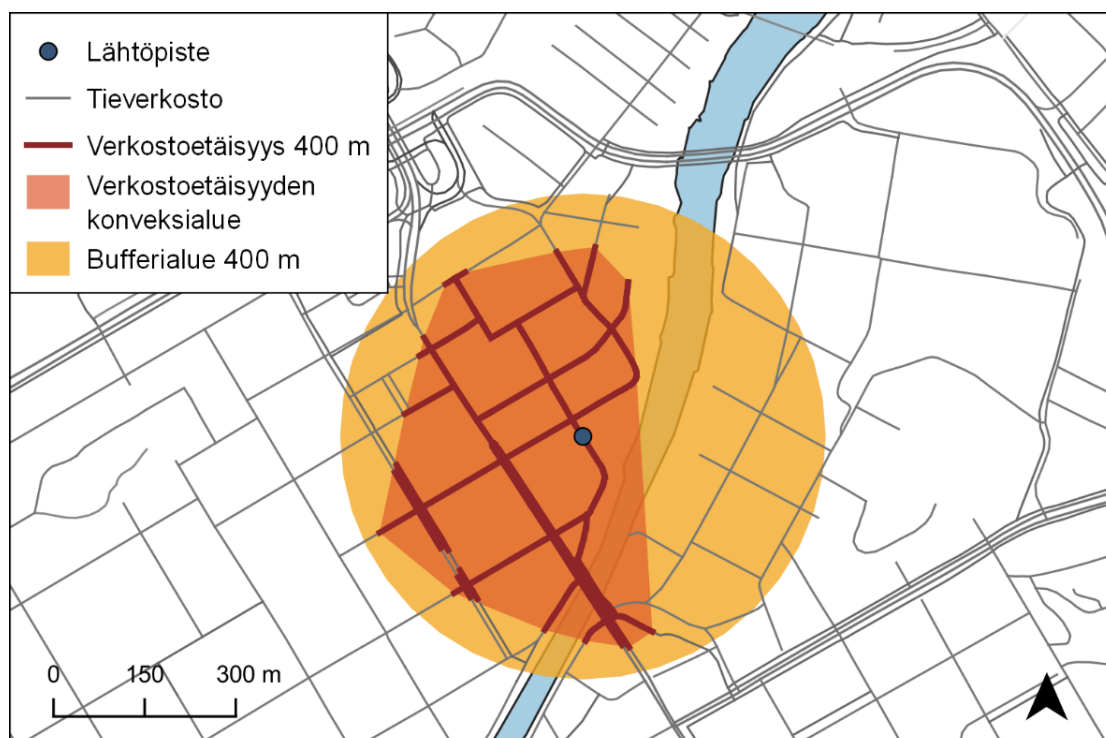 Lähtöpiste
Tieverkosto
Verkostoetäisyys 400 m
Verkostoetäisyyden
konveksialue
Bufferialue 400 m
0 150 300 m